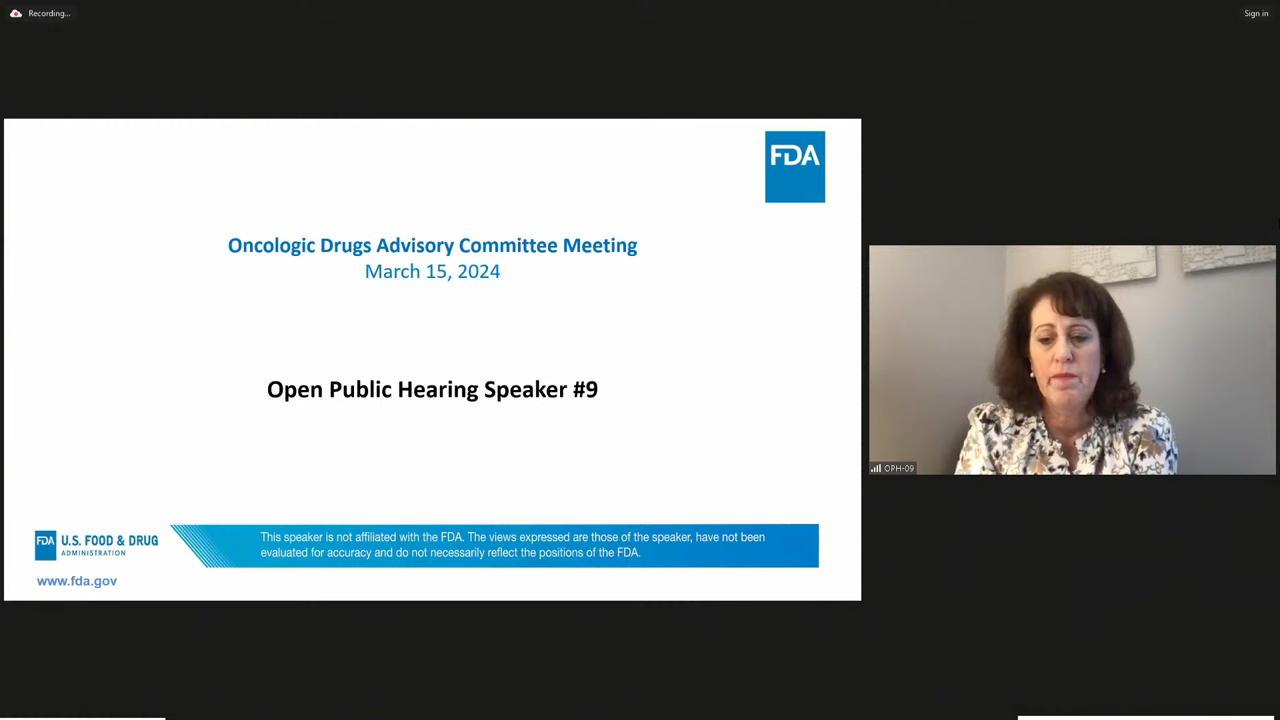 Recording...
Sign in
FDA
Oncologic Drugs Advisory Committee Meeting
March 15, 2024
Open Public Hearing Speaker #9
OPH-09
FDA U.S. FOOD & DRUG
ADMINISTRATION
This speaker is not affiliated with the FDA. The views expressed are those of the speaker, have not been
evaluated for accuracy and do not necessarily reflect the positions of the FDA.
www.fda.gov